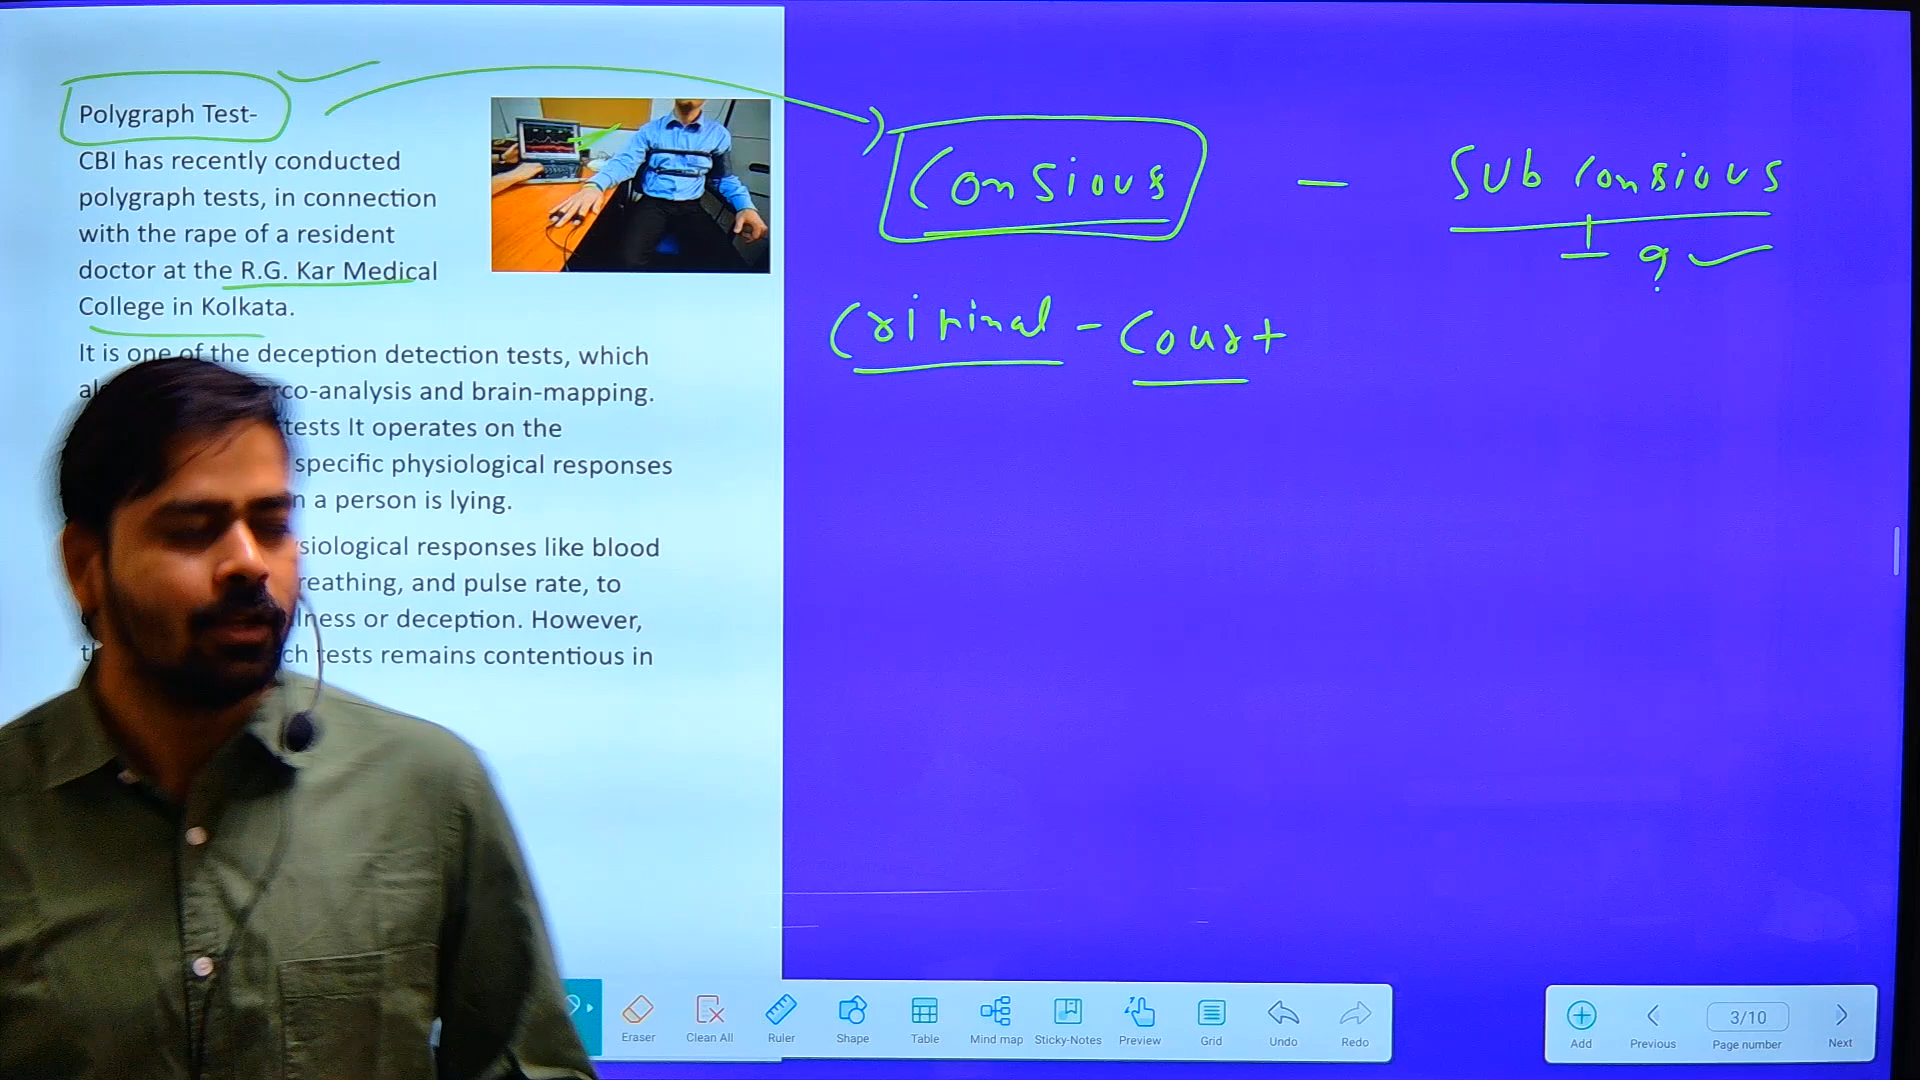 Polygraph Test-
CBI has recently conducted
polygraph tests, in connection
with the rape of a resident
doctor at the R.G. Kar Medical
College in Kolkata.
It is one of the deception detection tests, which
co-analysis and brain-mapping.
tests It operates on the
specific physiological responses
a person is lying.
siological responses like blood
reathing, and pulse rate, to
lness or deception. However,
ch tests remains contentious in
Consious - Sub Consious
?
Criminal - Court
Eraser Clean All Ruler Shape Table Mind map Sticky-Notes Preview Grid Undo Redo
Add Previous 3/10 Page number Next